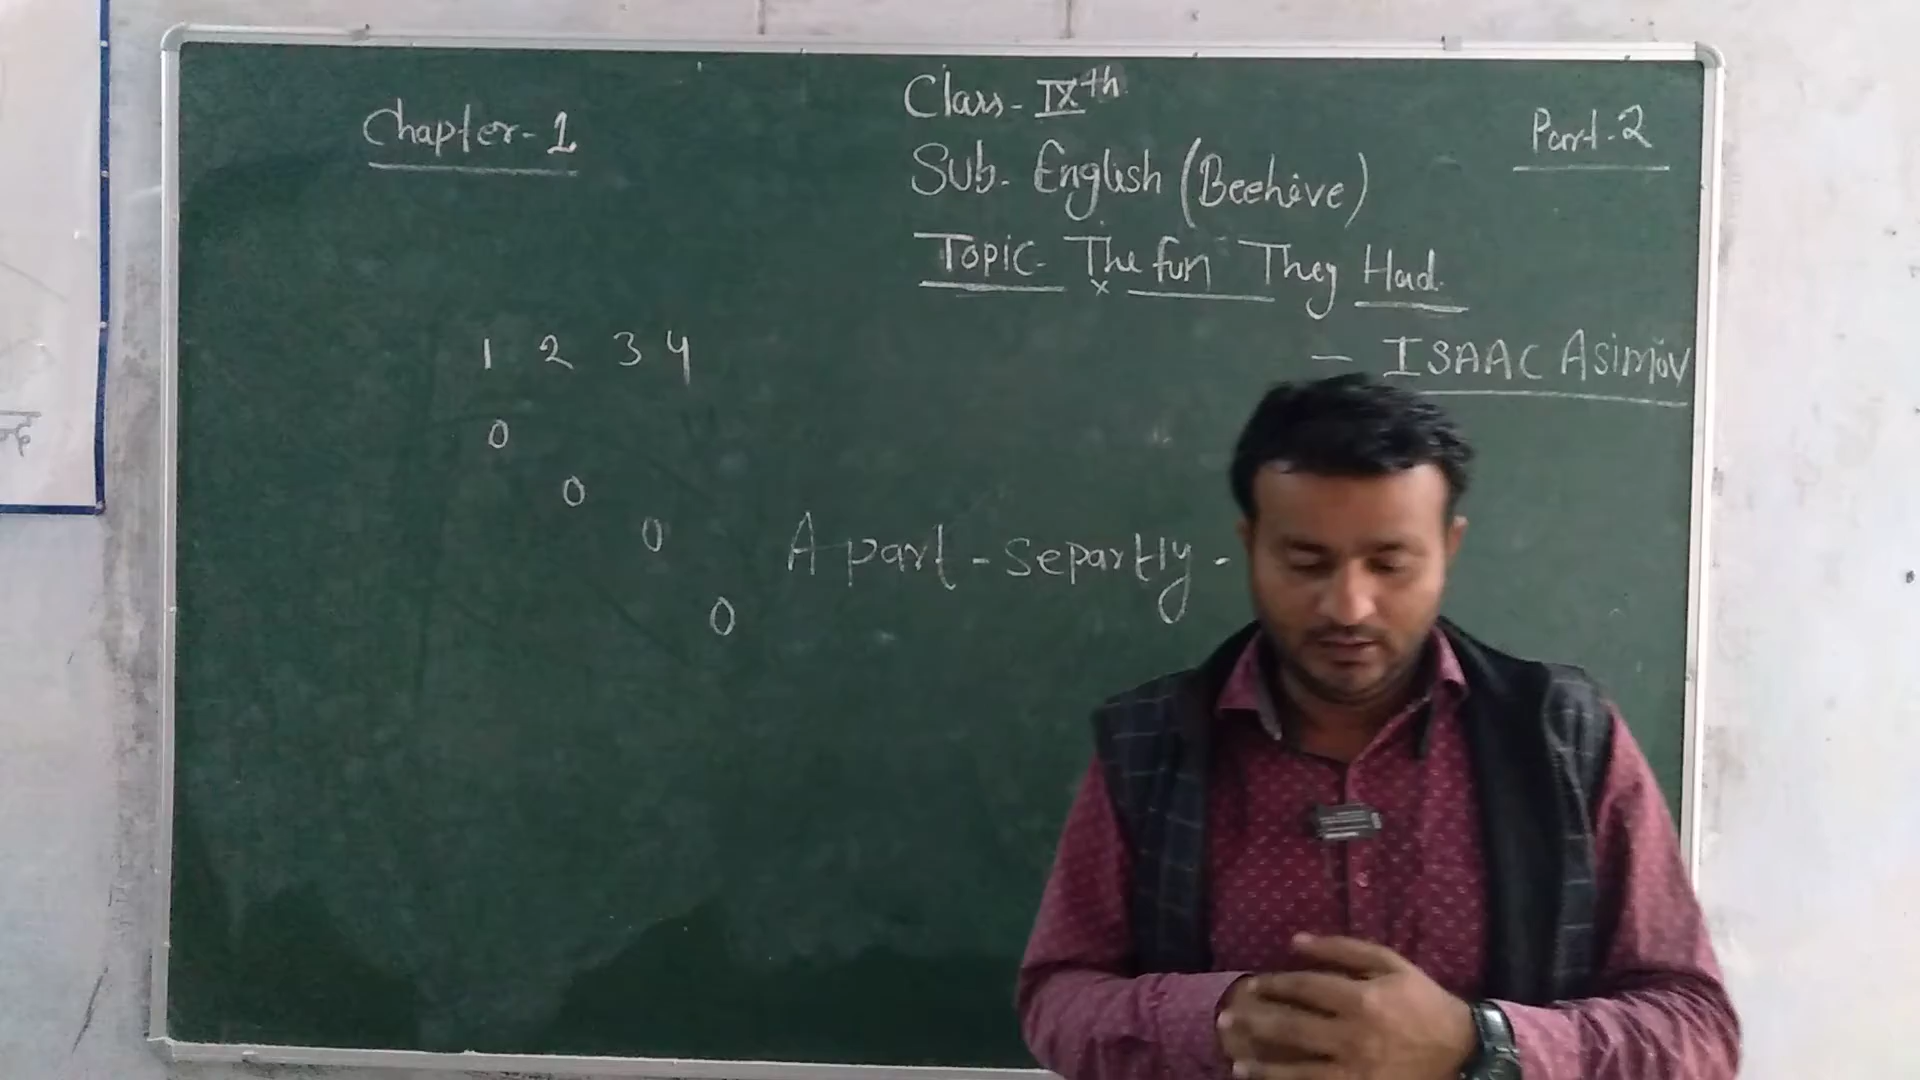 Chapter-1
Class- IXth
Sub. English (Beehive)
Topic- The fun They Had.
x
Part-2
- ISAAC Asimov
1 2 3 4
0
0
0
0
Apart - separtly -